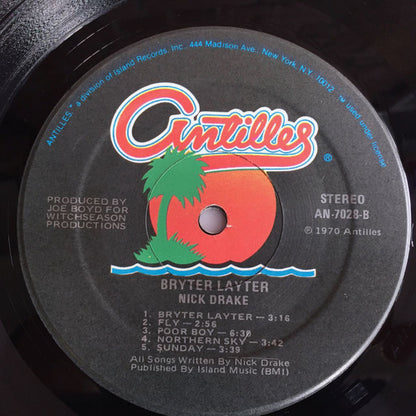 ANTILLES,™ a division of Island Records, Inc., 444 Madison Ave., New York, N.Y. 10022 ™ used under license
Antilles®
PRODUCED BY
JOE BOYD FOR
WITCHSEASON
PRODUCTIONS
STEREO
AN-7028-B
℗ 1970 Antilles
BRYTER LAYTER
NICK DRAKE
1. BRYTER LAYTER — 3:16
2. FLY — 2:56
3. POOR BOY — 6:30
4. NORTHERN SKY — 3:42
5. SUNDAY — 3:39
All Songs Written By Nick Drake
Published By Island Music (BMI)